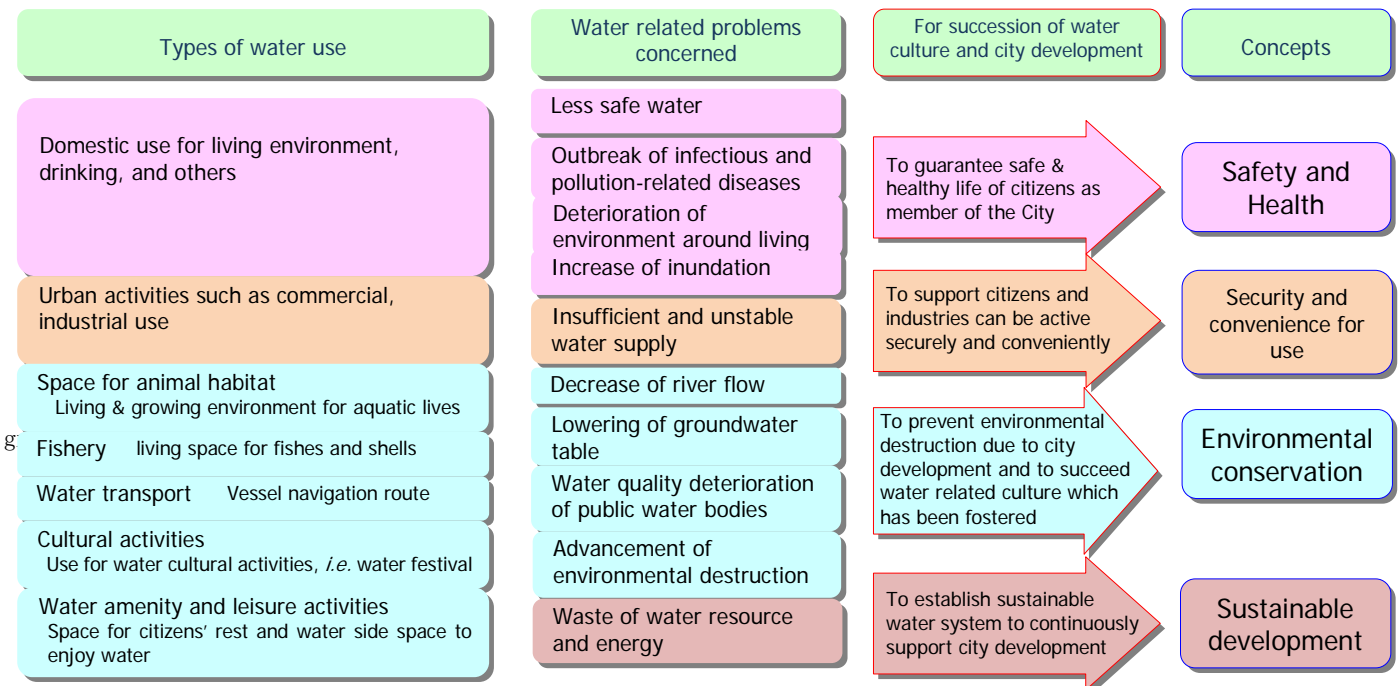 Types of water use
Water related problems
concerned
For succession of water
culture and city development
Concepts
Domestic use for living environment,
drinking, and others
Urban activities such as commercial,
industrial use
Space for animal habitat
Living & growing environment for aquatic lives
Fishery living space for fishes and shells
Water transport Vessel navigation route
Cultural activities
Use for water cultural activities, i.e. water festival
Water amenity and leisure activities
Space for citizens' rest and water side space to
enjoy water
Less safe water
Outbreak of infectious and
pollution-related diseases
Deterioration of
environment around living
Increase of inundation
Insufficient and unstable
water supply
Decrease of river flow
Lowering of groundwater
table
Water quality deterioration
of public water bodies
Advancement of
environmental destruction
Waste of water resource
and energy
To guarantee safe &
healthy life of citizens as
member of the City
To support citizens and
industries can be active
securely and conveniently
To prevent environmental
destruction due to city
development and to succeed
water related culture which
has been fostered
To establish sustainable
water system to continuously
support city development
Safety and
Health
Security and
convenience for
use
Environmental
conservation
Sustainable
development